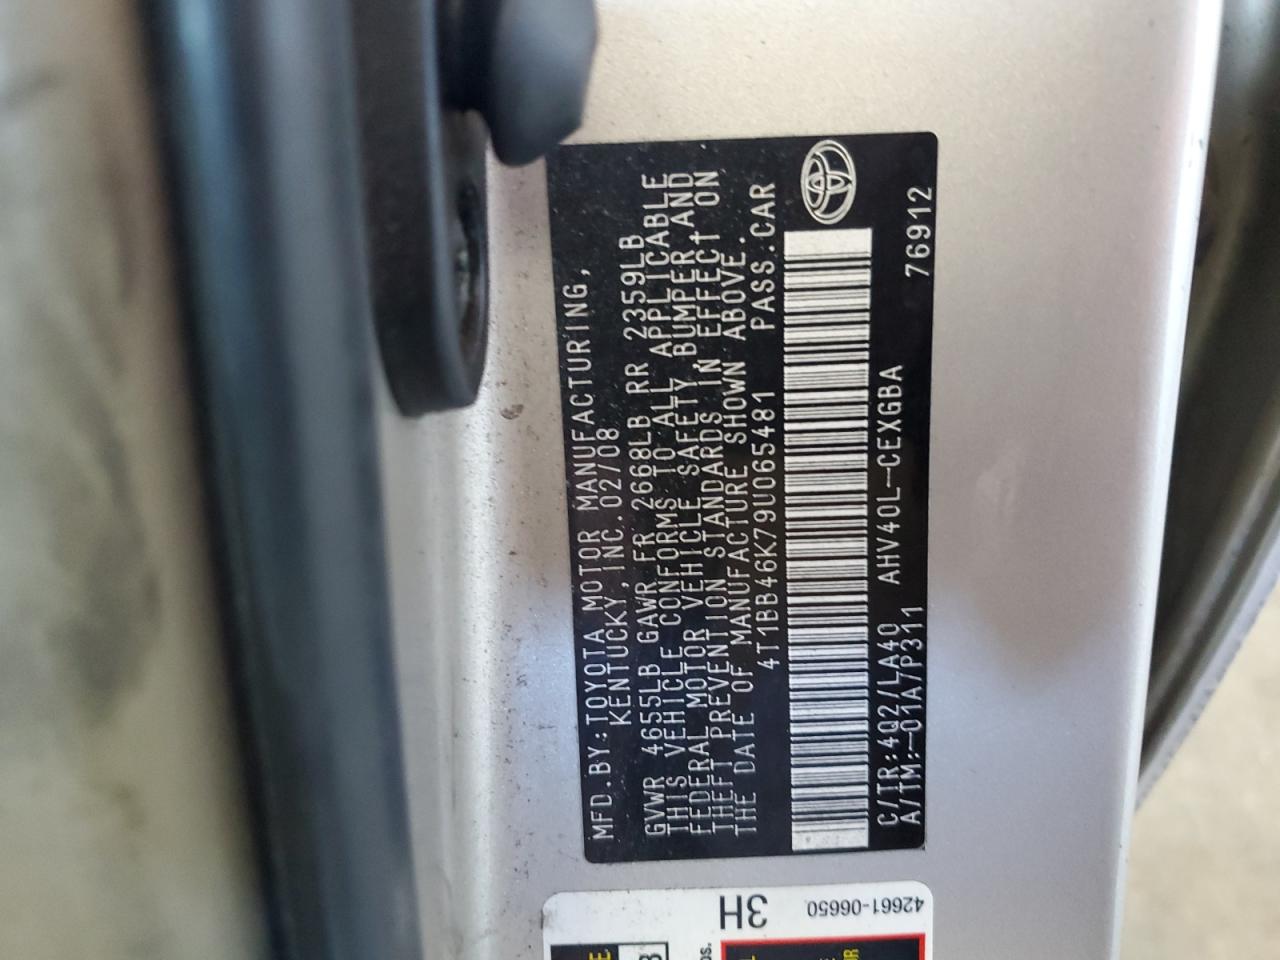 MFD.BY:TOYOTA MOTOR MANUFACTURING,
KENTUCKY, INC.02/08
GVWR 4655LB GAWR FR 2668LB RR 2359LB
THIS VEHICLE CONFORMS TO ALL APPLICABLE
FEDERAL MOTOR VEHICLE SAFETY,BUMPER,AND
THEFT PREVENTION STANDARDS IN EFFECT ON
THE DATE OF MANUFACTURE SHOWN ABOVE.
4T1BB46K79U065481 PASS.CAR
C/TR:4Q2/LA40 AHV40L-CEXGBA
A/TM:-01A7P311 76912
3H
42661-06650